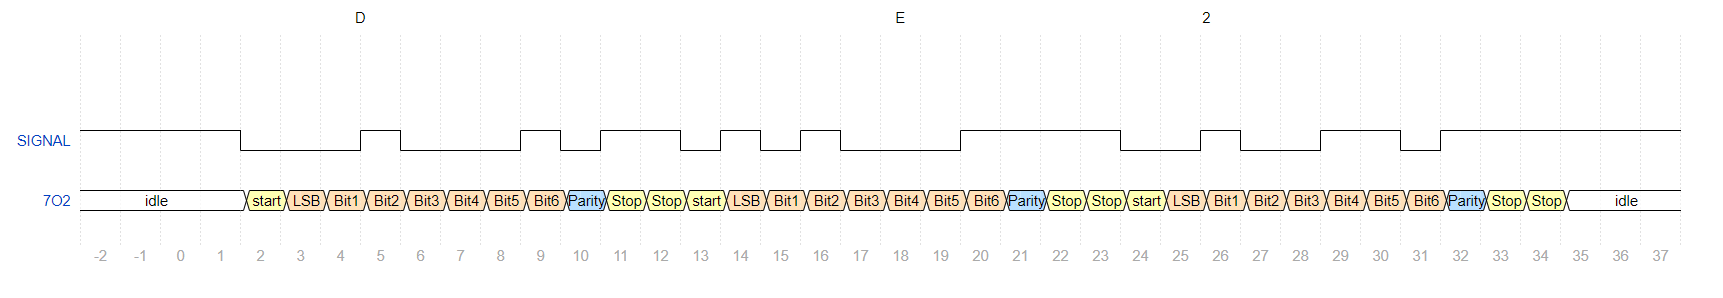 D E 2
SIGNAL
7O2 idle start LSB Bit1 Bit2 Bit3 Bit4 Bit5 Bit6 Parity Stop Stop start LSB Bit1 Bit2 Bit3 Bit4 Bit5 Bit6 Parity Stop Stop start LSB Bit1 Bit2 Bit3 Bit4 Bit5 Bit6 Parity Stop Stop idle
-2 -1 0 1 2 3 4 5 6 7 8 9 10 11 12 13 14 15 16 17 18 19 20 21 22 23 24 25 26 27 28 29 30 31 32 33 34 35 36 37